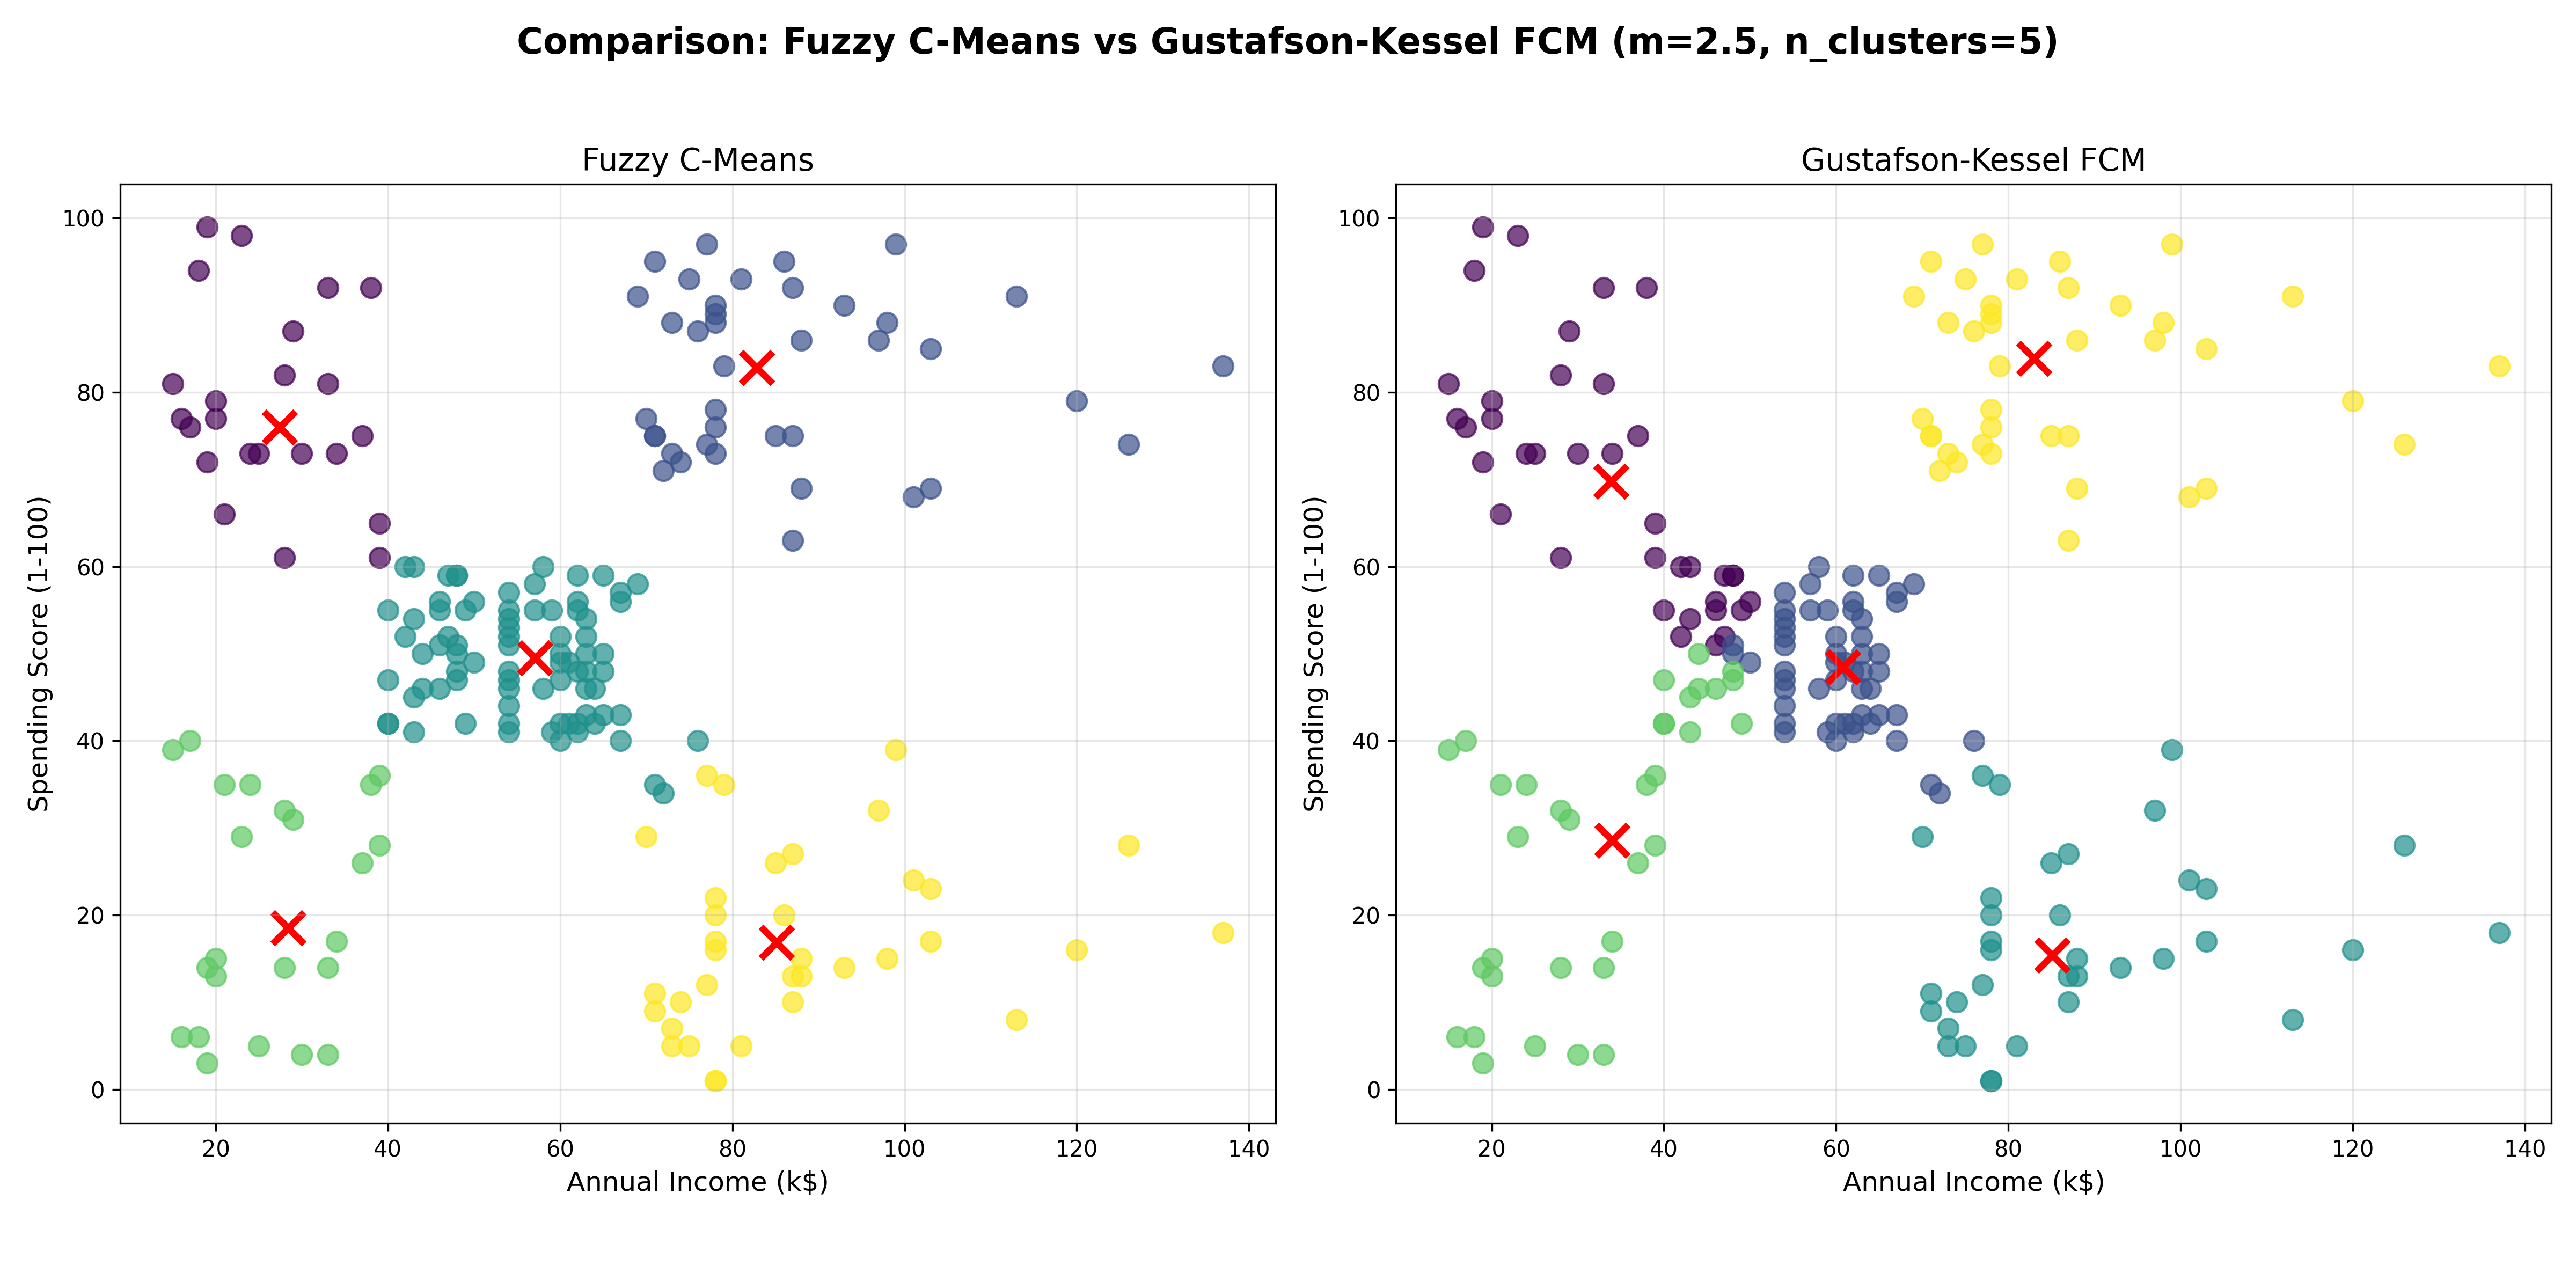 Comparison: Fuzzy C-Means vs Gustafson-Kessel FCM (m=2.5, n_clusters=5)
Fuzzy C-Means
Spending Score (1-100)
100
80
60
40
20
0
20 40 60 80 100 120 140
Annual Income (k$)
Gustafson-Kessel FCM
Spending Score (1-100)
100
80
60
40
20
0
20 40 60 80 100 120 140
Annual Income (k$)